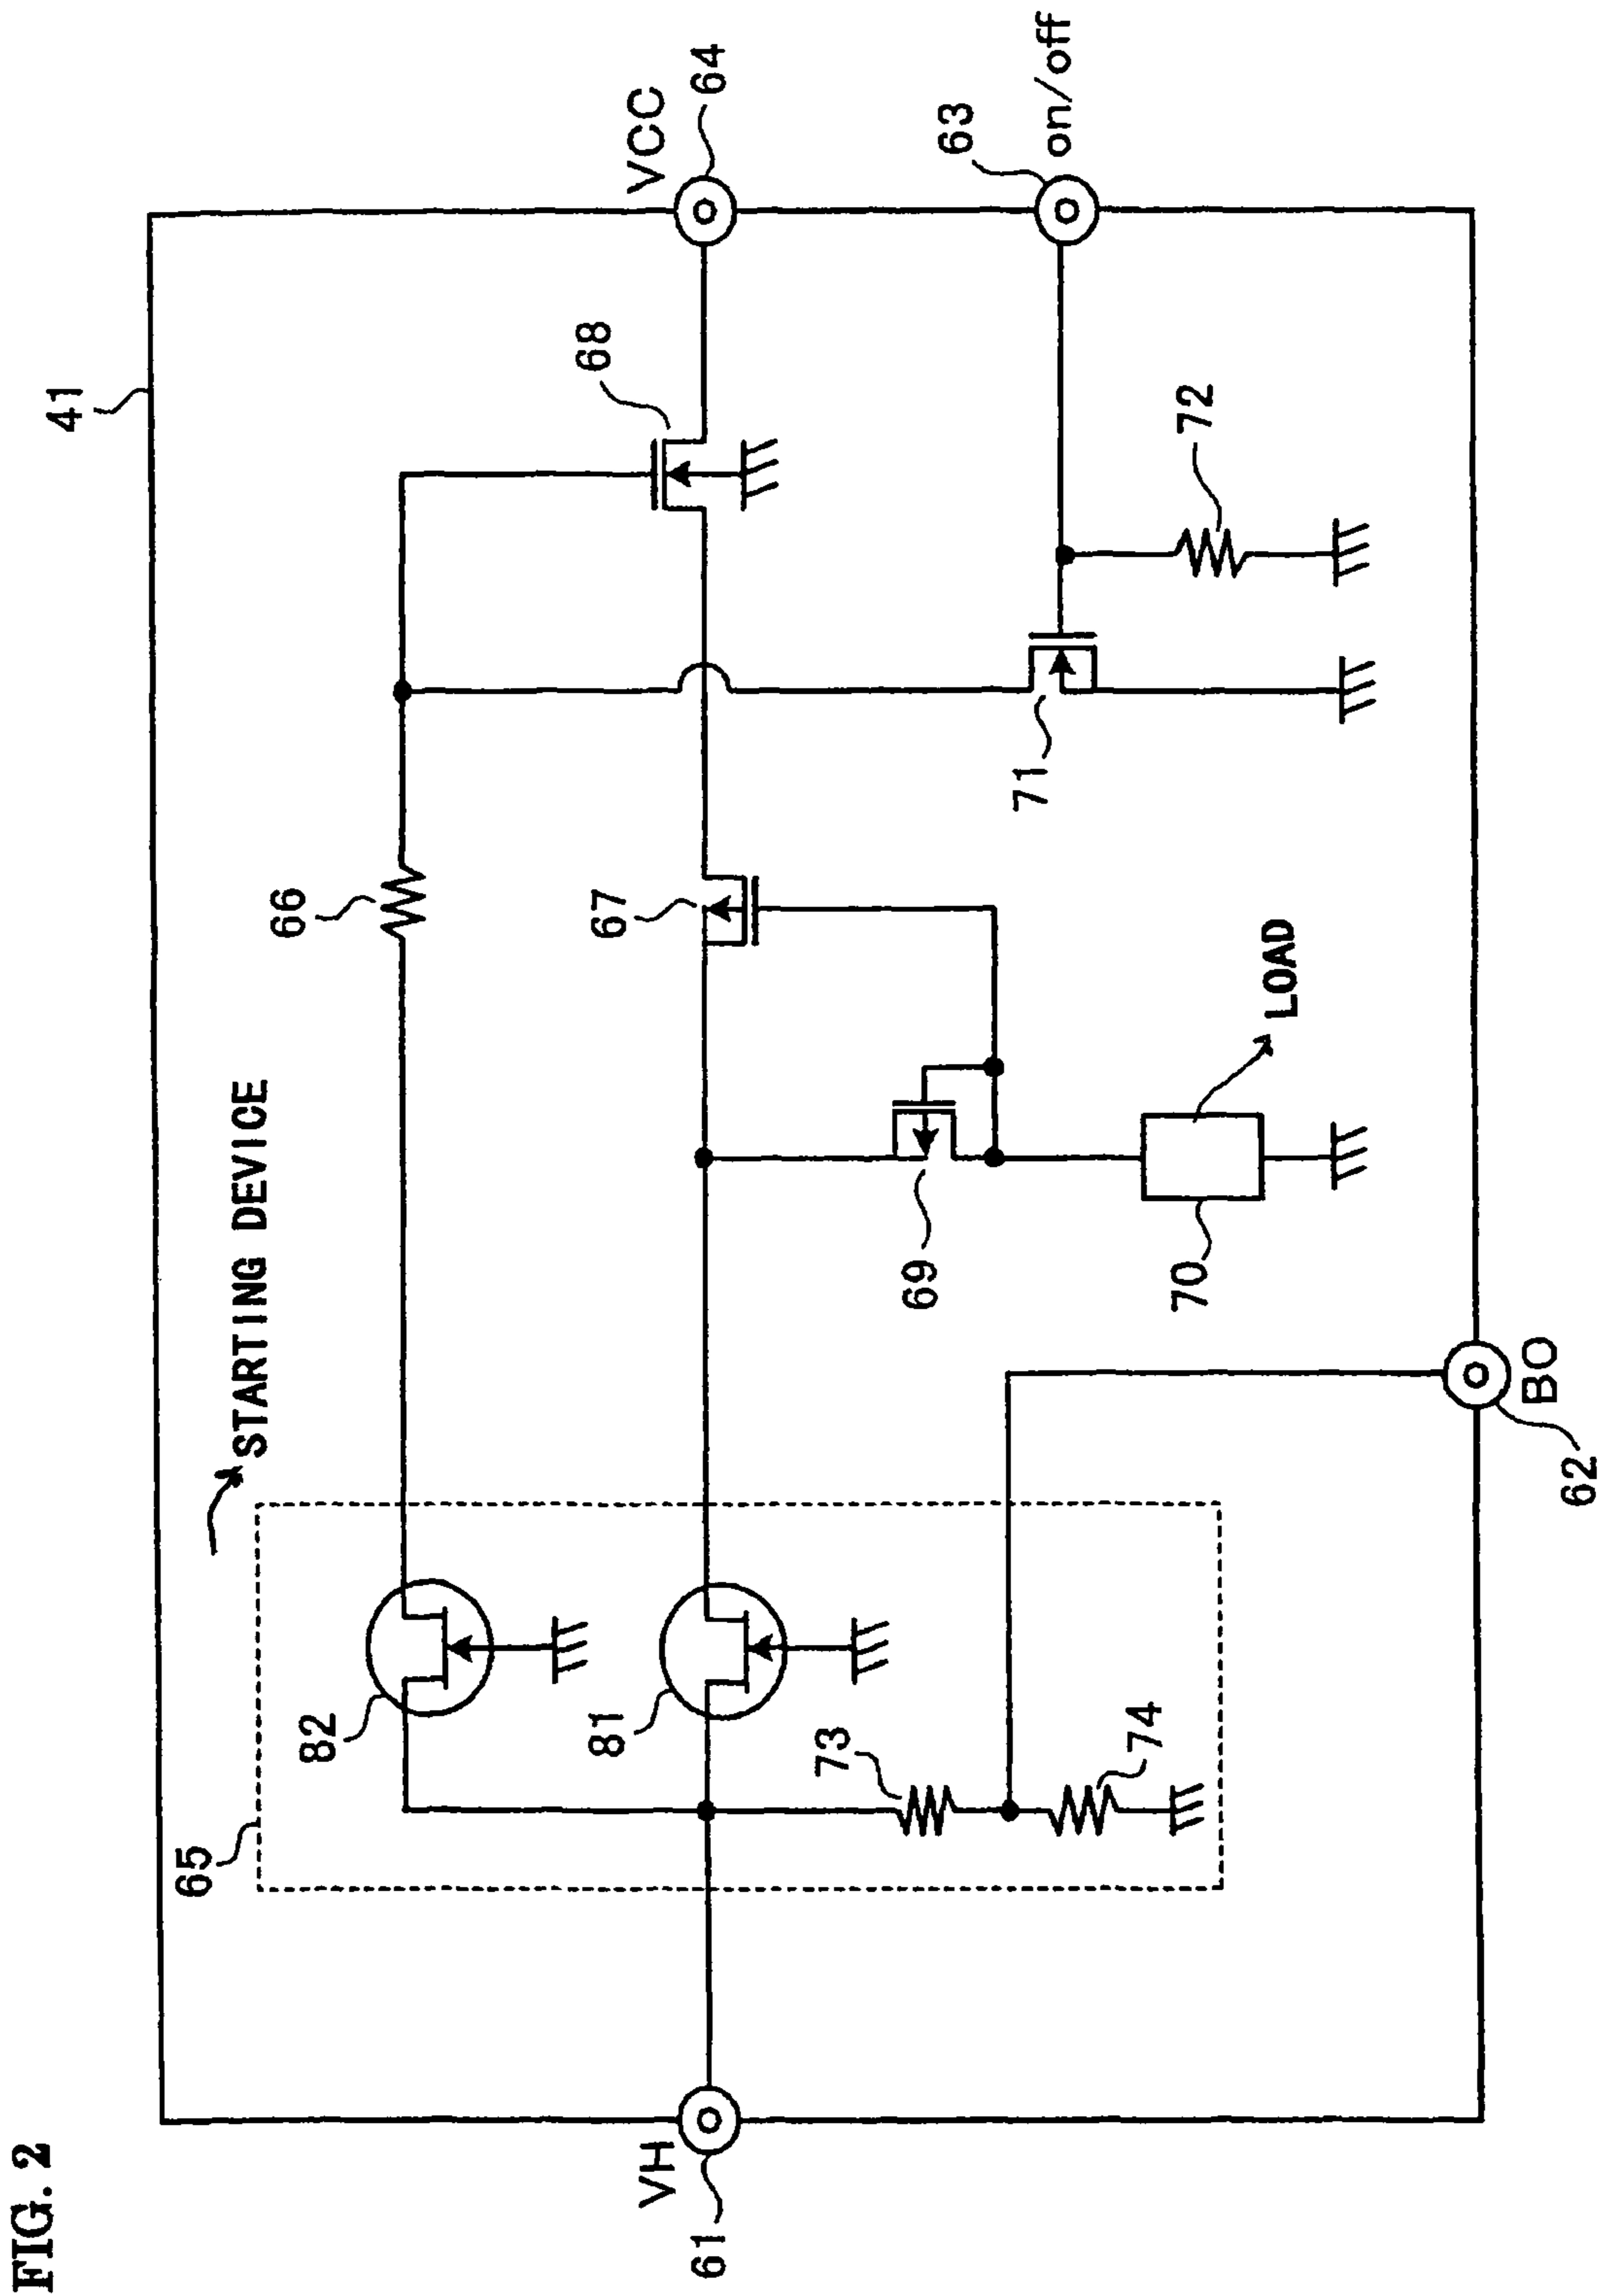 FIG. 2
41
STARTING DEVICE
65
82
66
68
VCC
64
VH
61
81
67
73
74
69
70
LOAD
71
72
63
on/off
BO
62